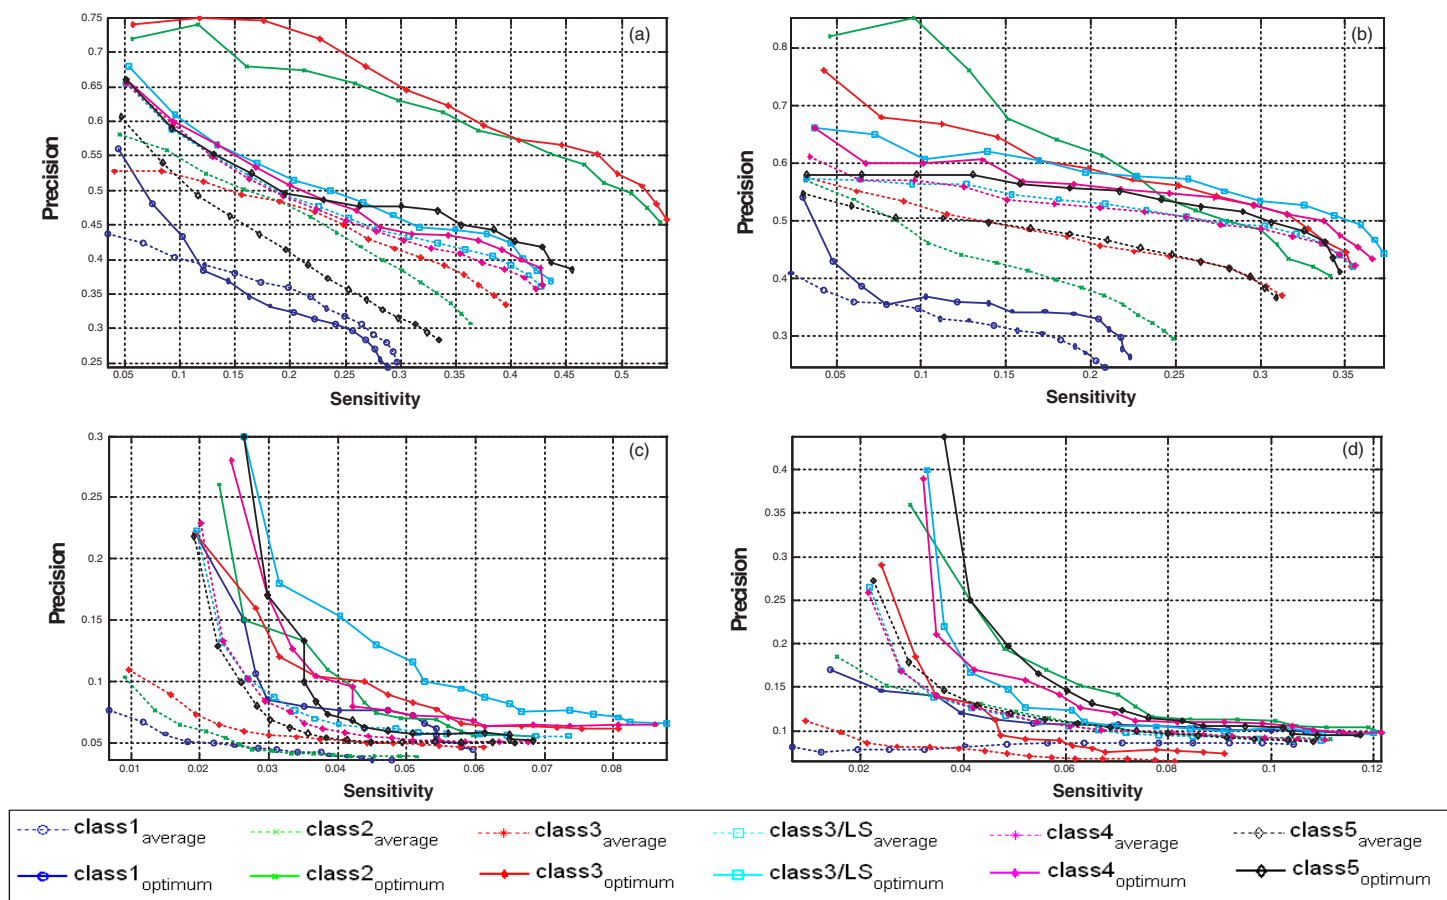 0.75
0.7
0.65
0.6
0.55
0.5
0.45
0.4
0.35
0.3
0.25
Precision
(a)
0.05 0.1 0.15 0.2 0.25 0.3 0.35 0.4 0.45 0.5
Sensitivity
0.8
0.7
0.6
0.5
0.4
0.3
Precision
(b)
0.05 0.1 0.15 0.2 0.25 0.3 0.35
Sensitivity
0.3
0.25
0.2
0.15
0.1
0.05
Precision
(c)
0.01 0.02 0.03 0.04 0.05 0.06 0.07 0.08
Sensitivity
0.4
0.35
0.3
0.25
0.2
0.15
0.1
Precision
(d)
0.02 0.04 0.06 0.08 0.1 0.12
Sensitivity
class1average class2average class3average class3/LSaverage class4average class5average
class1optimum class2optimum class3optimum class3/LSoptimum class4optimum class5optimum